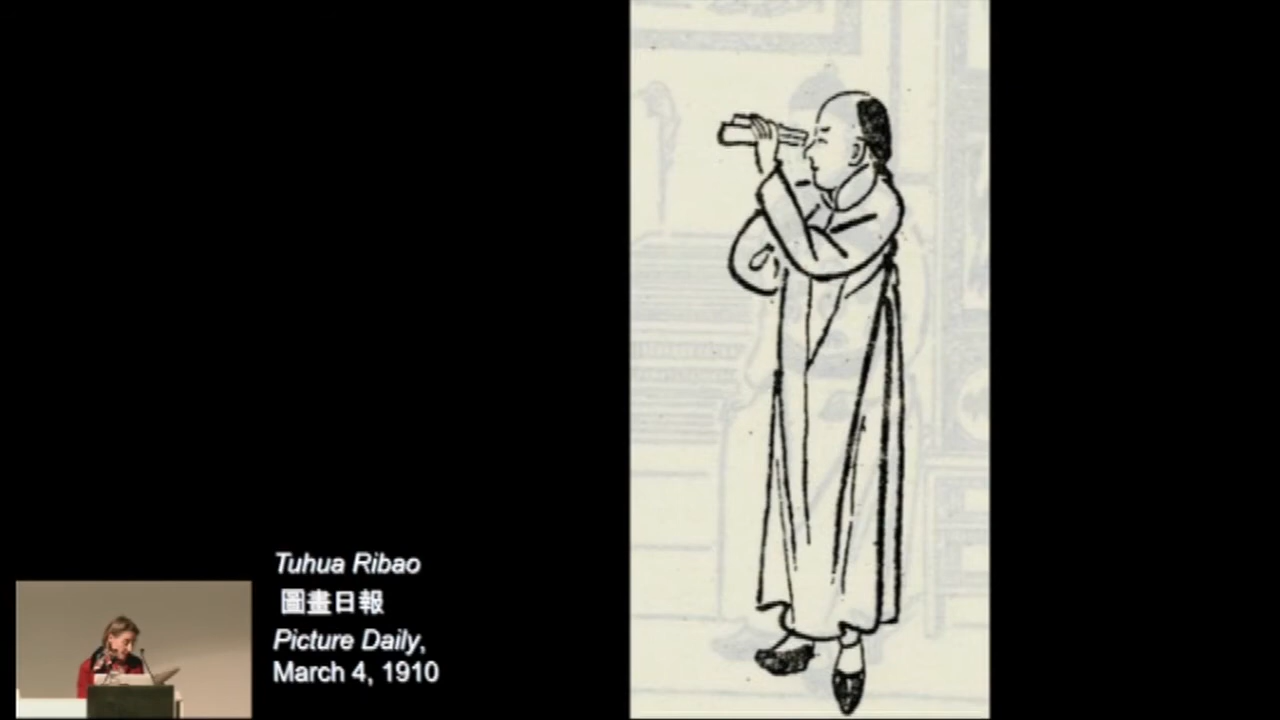 Tuhua Ribao
圖畫日報
Picture Daily,
March 4, 1910